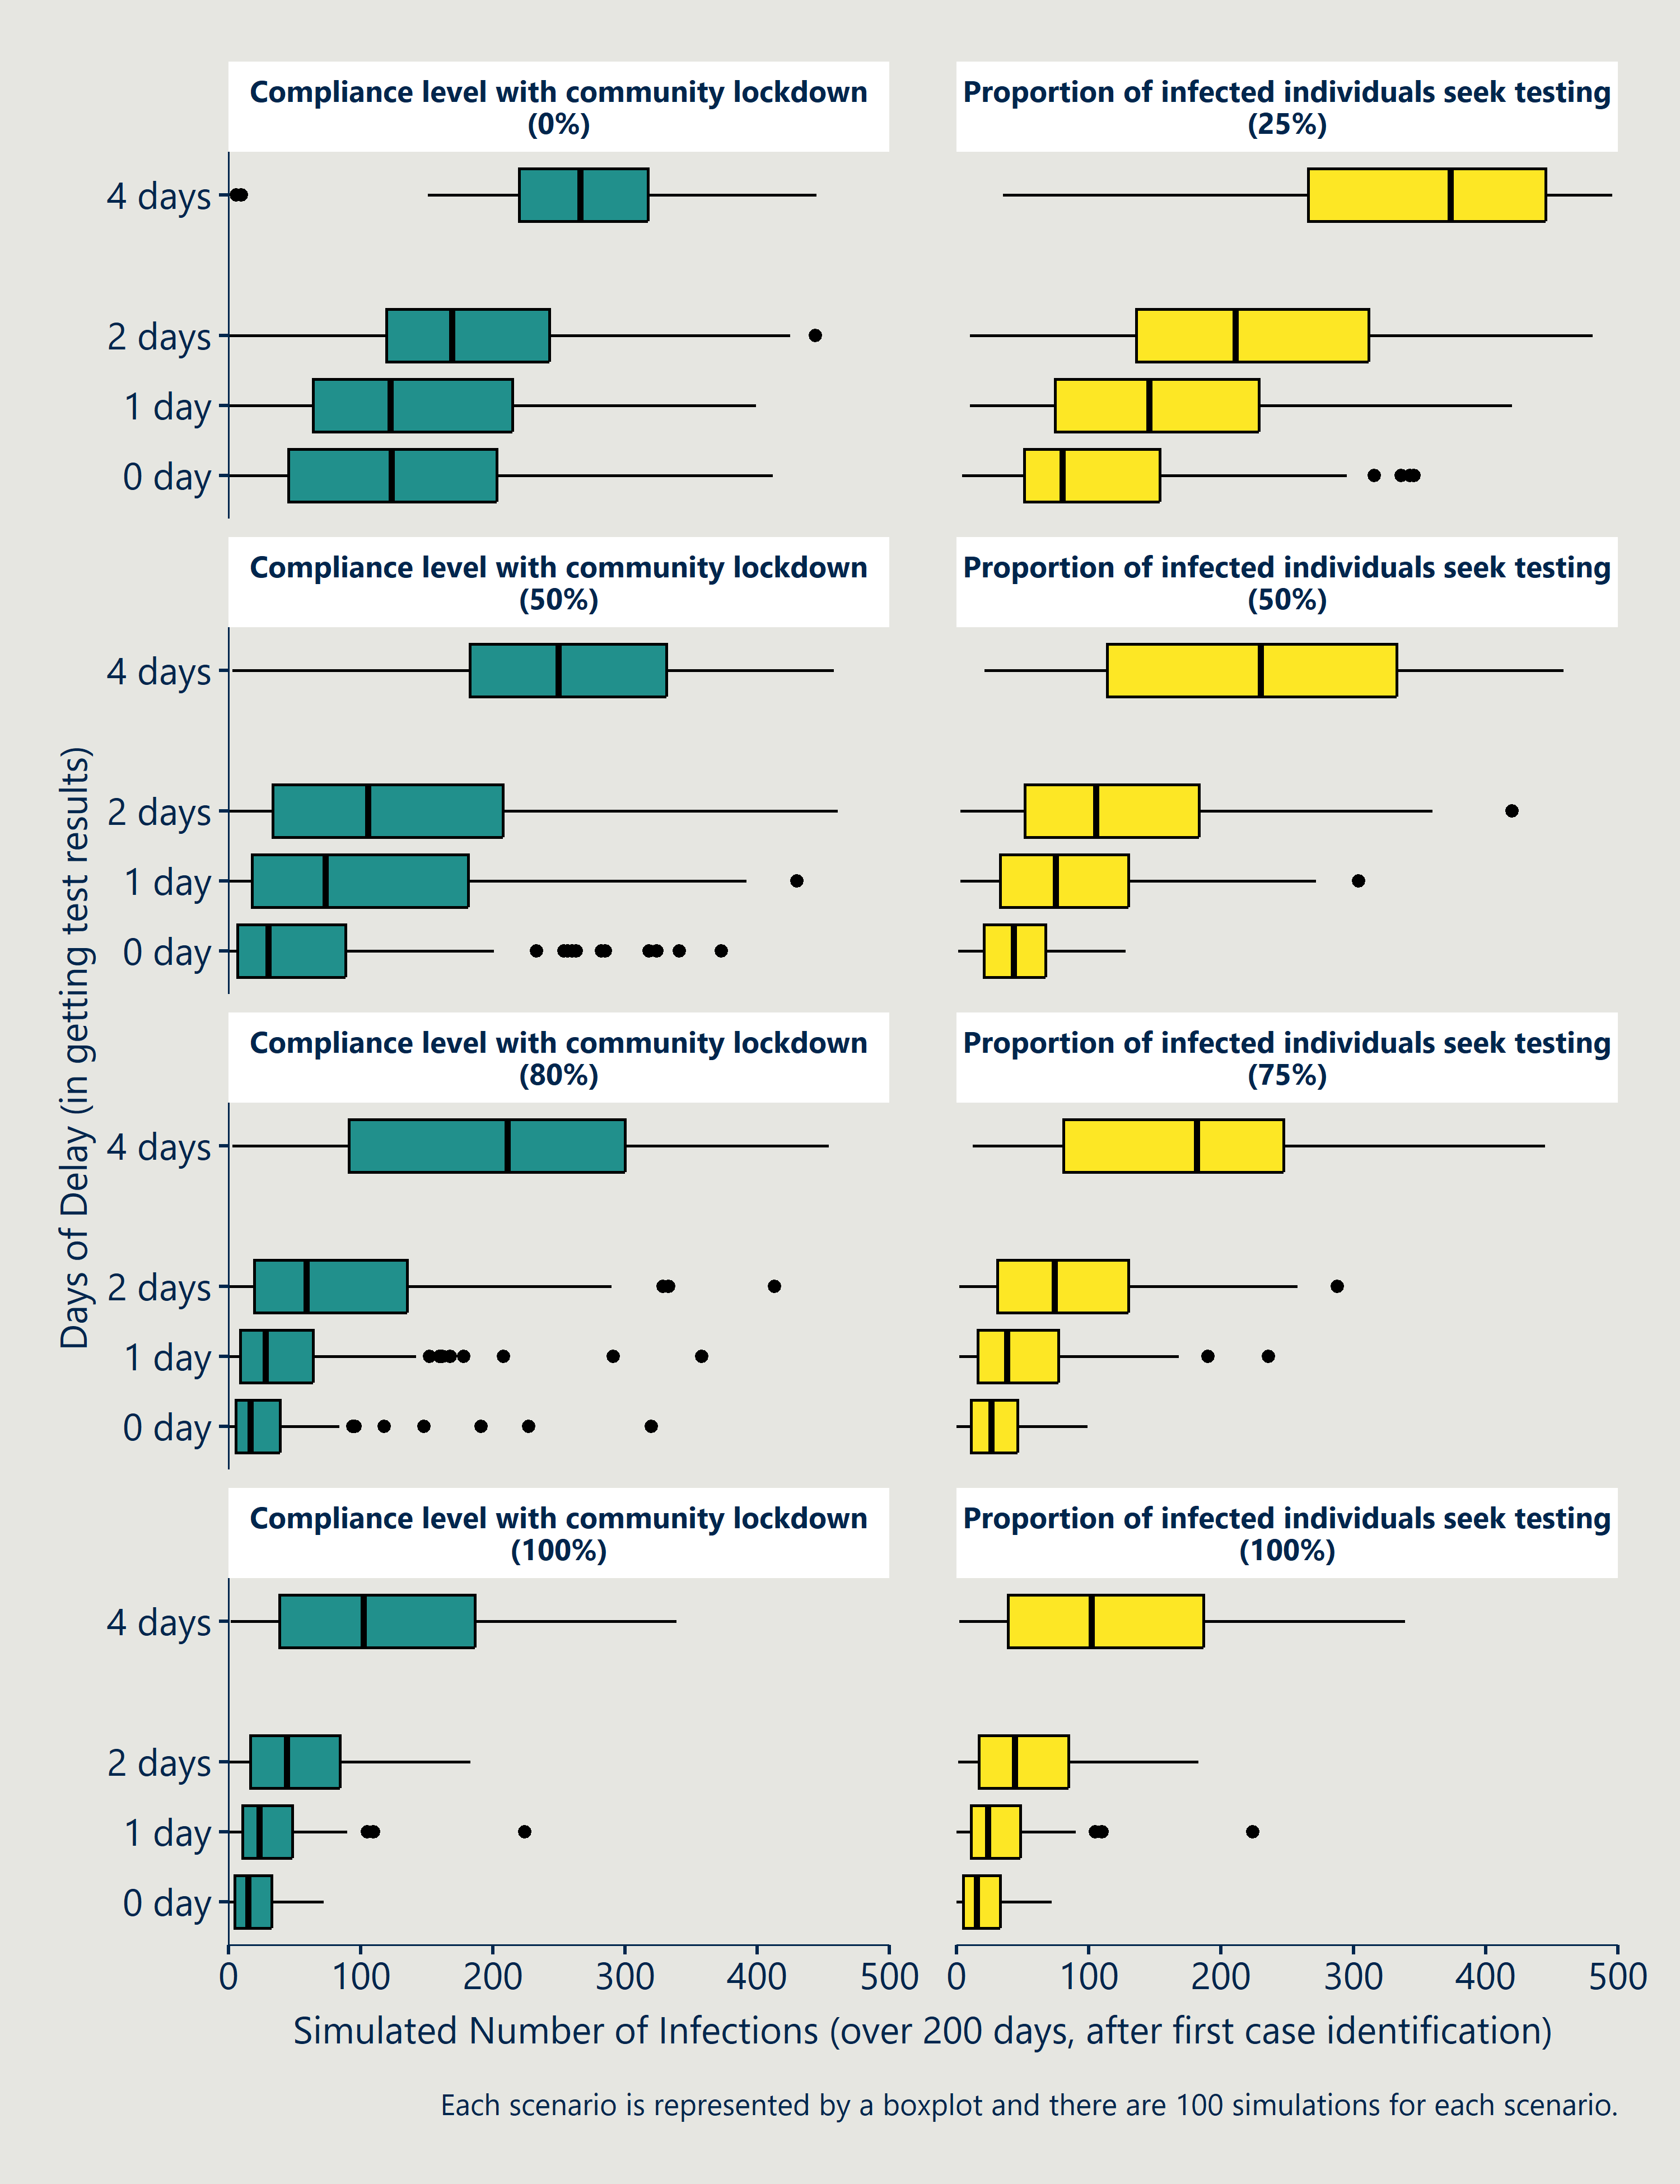 Compliance level with community lockdown
(0%)
Proportion of infected individuals seek testing
(25%)
4 days
2 days
1 day
0 day
Compliance level with community lockdown
(50%)
Proportion of infected individuals seek testing
(50%)
4 days
2 days
1 day
0 day
Compliance level with community lockdown
(80%)
Proportion of infected individuals seek testing
(75%)
4 days
2 days
1 day
0 day
Compliance level with community lockdown
(100%)
Proportion of infected individuals seek testing
(100%)
4 days
2 days
1 day
0 day
Days of Delay (in getting test results)
0 100 200 300 400 500
0 100 200 300 400 500
Simulated Number of Infections (over 200 days, after first case identification)
Each scenario is represented by a boxplot and there are 100 simulations for each scenario.